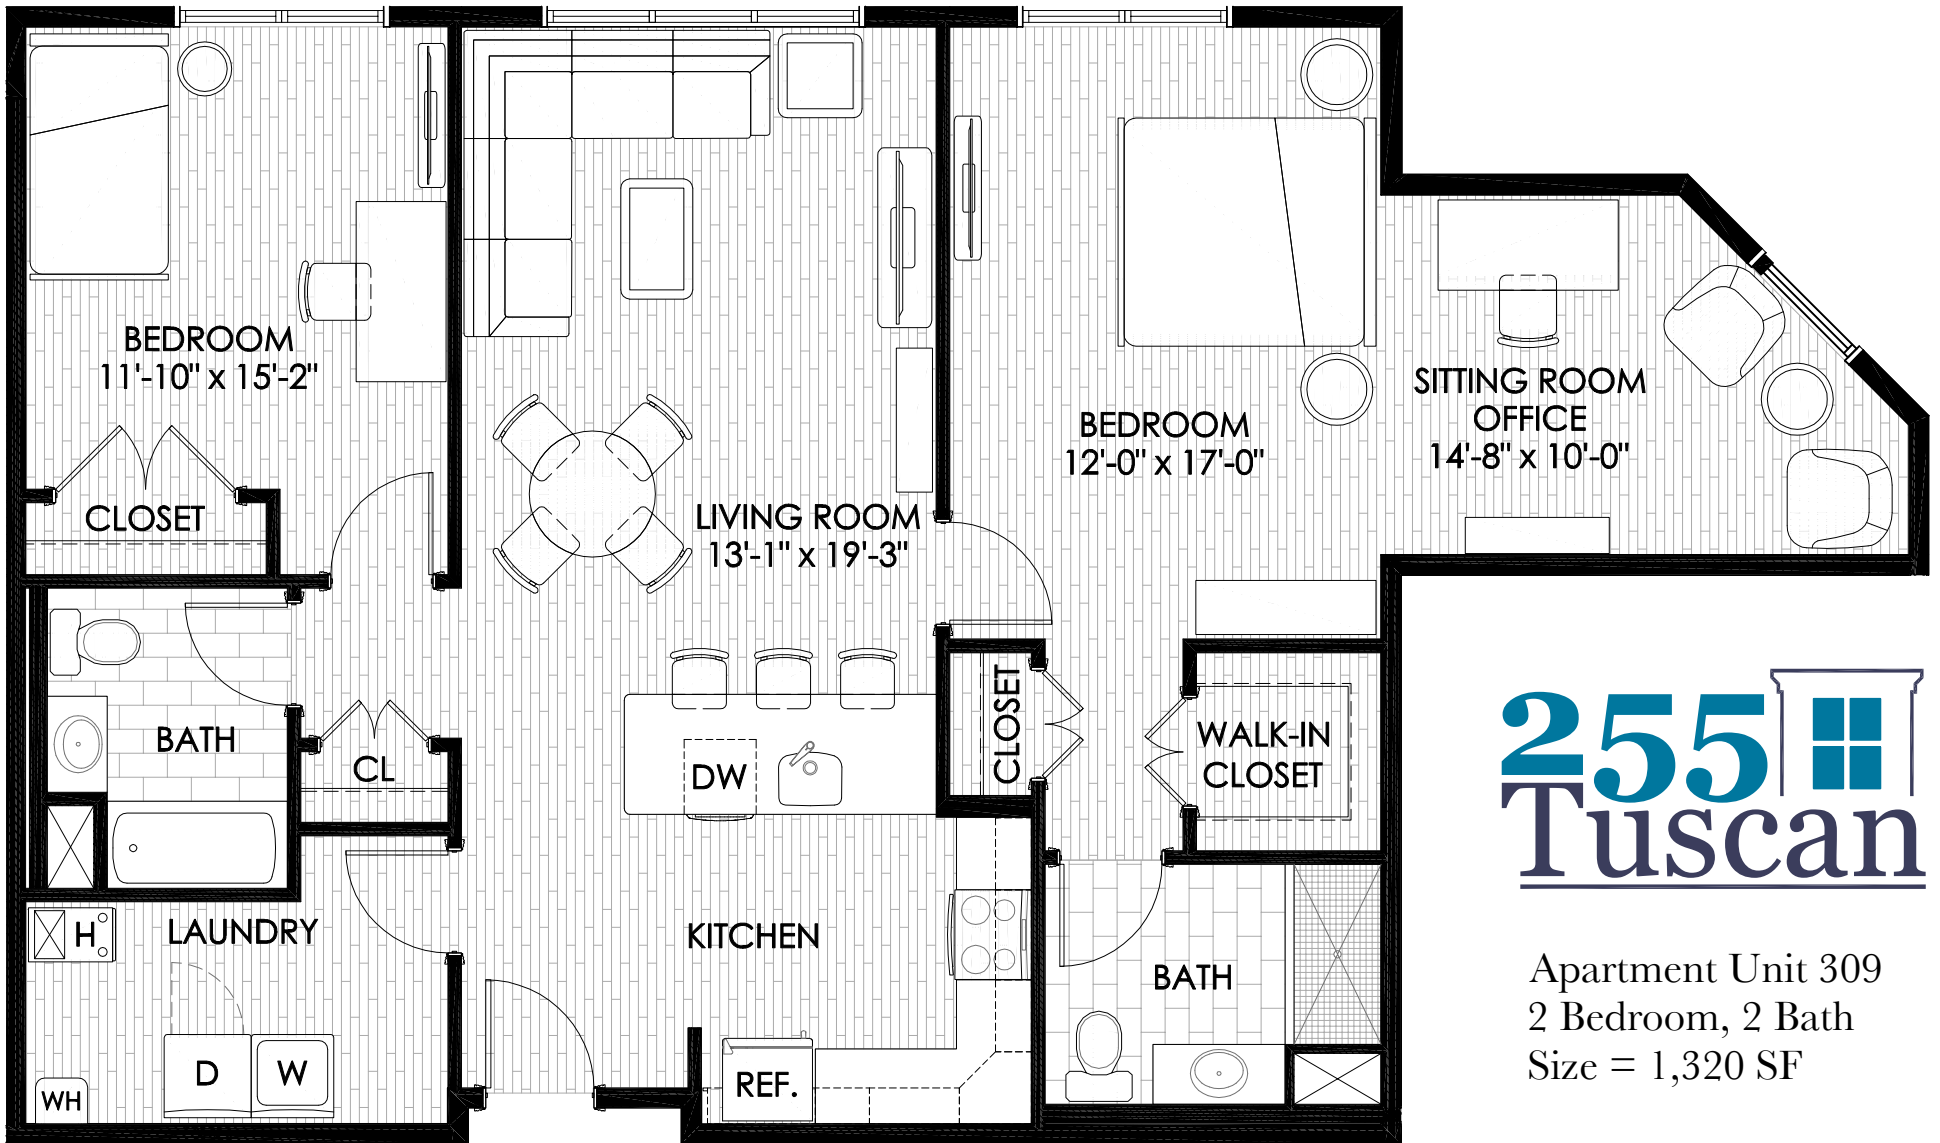 BEDROOM
11'-10" x 15'-2"
CLOSET
BATH
CL
LAUNDRY
H
D
W
WH
LIVING ROOM
13'-1" x 19'-3"
DW
KITCHEN
REF.
BEDROOM
12'-0" x 17'-0"
CLOSET
WALK-IN
CLOSET
BATH
SITTING ROOM
OFFICE
14'-8" x 10'-0"
255
Tuscan
Apartment Unit 309
2 Bedroom, 2 Bath
Size = 1,320 SF